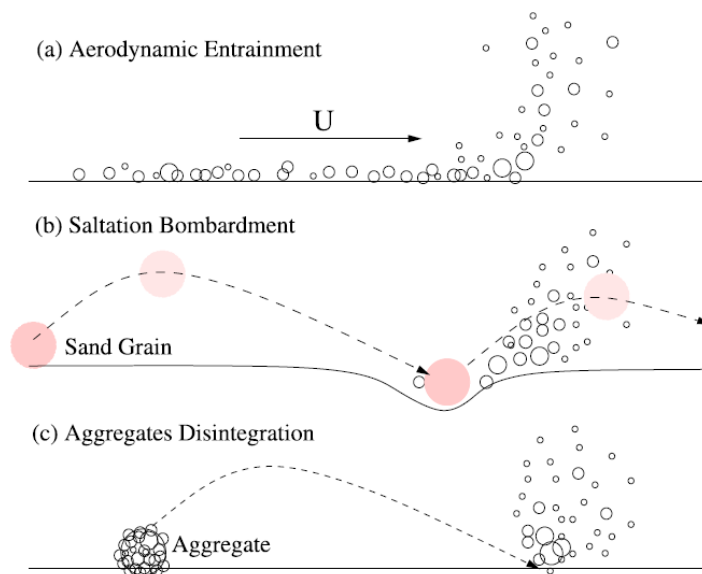 (a) Aerodynamic Entrainment
U
(b) Saltation Bombardment
Sand Grain
(c) Aggregates Disintegration
Aggregate